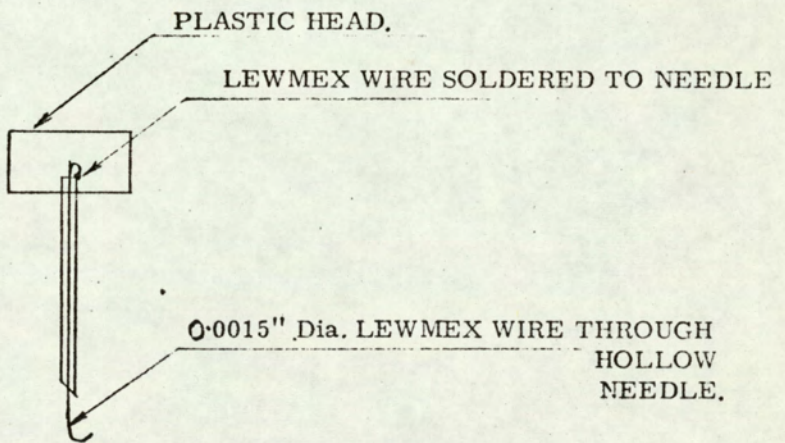 PLASTIC HEAD.
LEWMEX WIRE SOLDERED TO NEEDLE
0·0015" Dia. LEWMEX WIRE THROUGH
HOLLOW
NEEDLE.